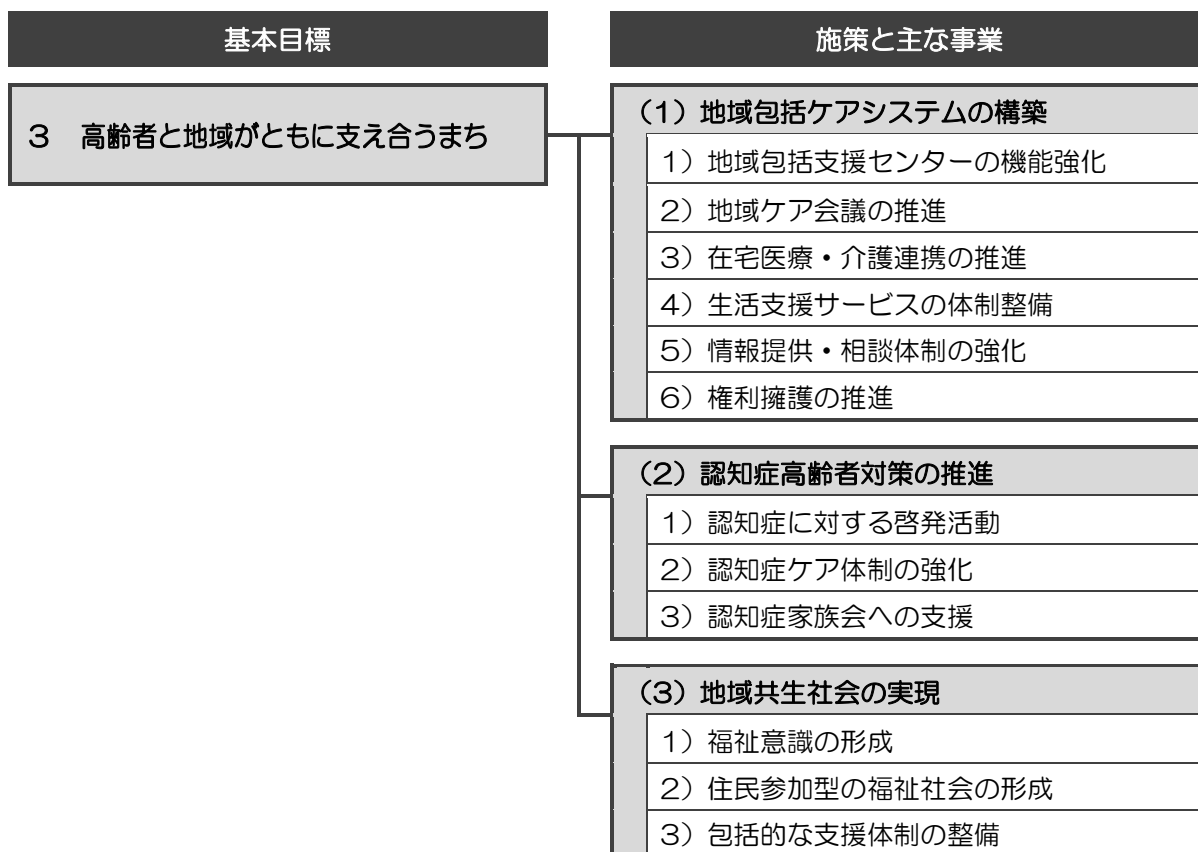 基本目標
施策と主な事業
3 高齢者と地域がともに支え合うまち
（1）地域包括ケアシステムの構築
1）地域包括支援センターの機能強化
2）地域ケア会議の推進
3）在宅医療・介護連携の推進
4）生活支援サービスの体制整備
5）情報提供・相談体制の強化
6）権利擁護の推進
（2）認知症高齢者対策の推進
1）認知症に対する啓発活動
2）認知症ケア体制の強化
3）認知症家族会への支援
（3）地域共生社会の実現
1）福祉意識の形成
2）住民参加型の福祉社会の形成
3）包括的な支援体制の整備